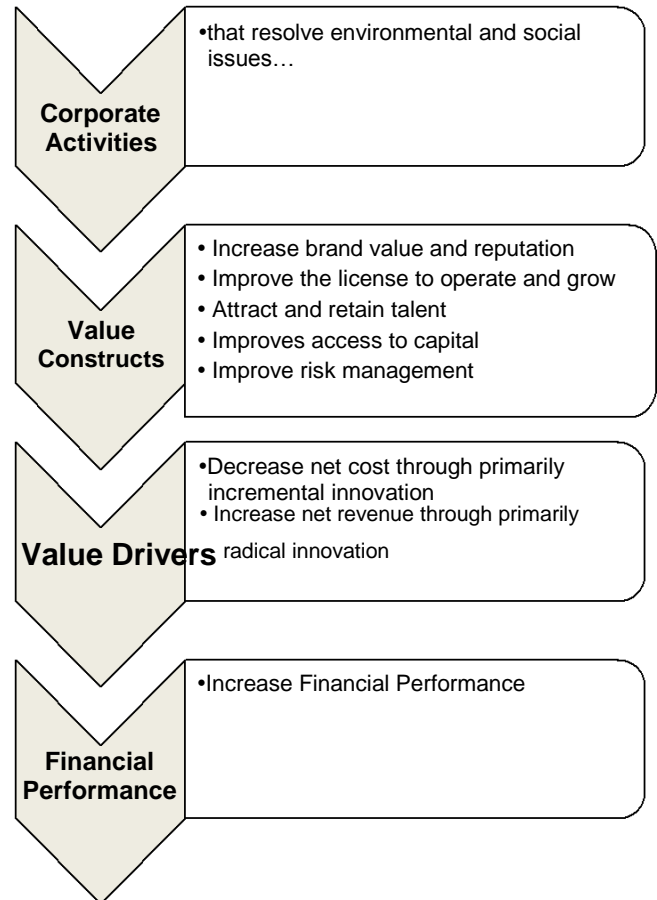 •that resolve environmental and social
issues…
Corporate
Activities
• Increase brand value and reputation
• Improve the license to operate and grow
• Attract and retain talent
• Improves access to capital
• Improve risk management
Value
Constructs
•Decrease net cost through primarily
incremental innovation
• Increase net revenue through primarily
radical innovation
Value Drivers
•Increase Financial Performance
Financial
Performance